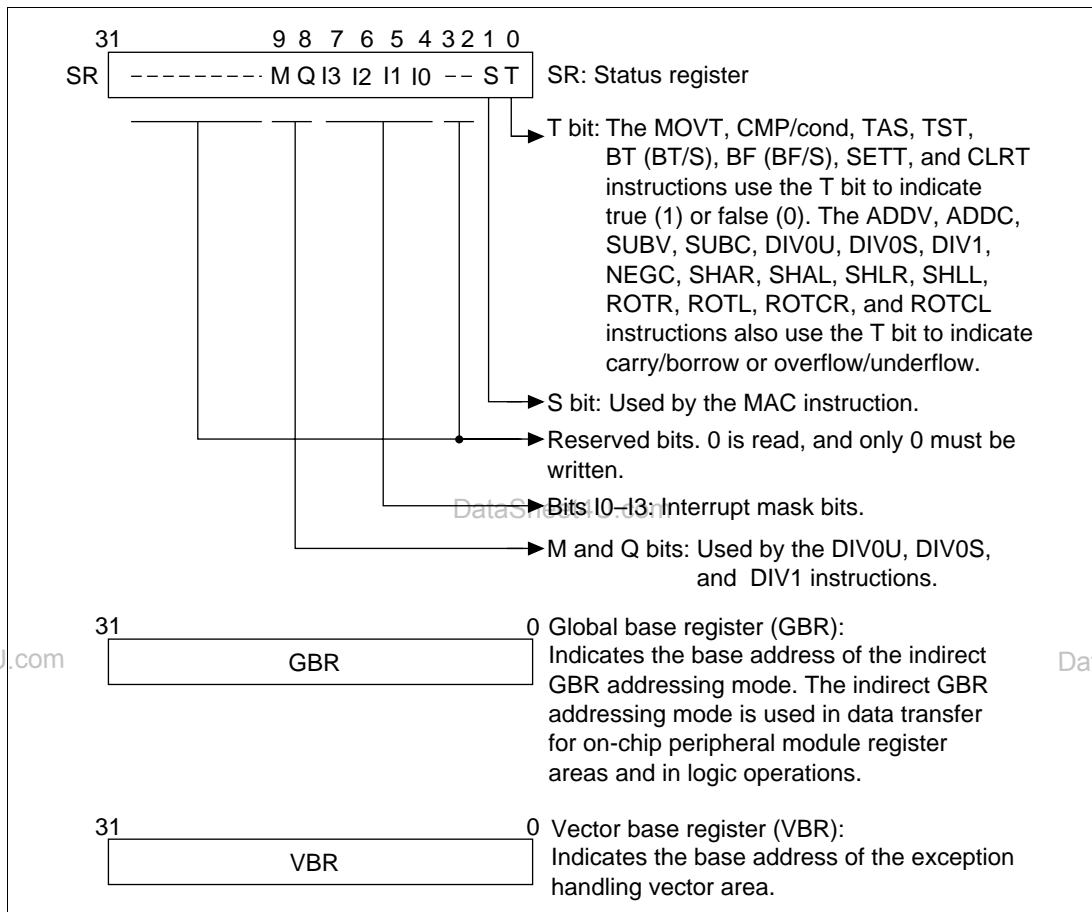 31 9 8 7 6 5 4 3 2 1 0
SR ---------- M Q I3 I2 I1 I0 -- S T SR: Status register
T bit: The MOVT, CMP/cond, TAS, TST,
BT (BT/S), BF (BF/S), SETT, and CLRT
instructions use the T bit to indicate
true (1) or false (0). The ADDV, ADDC,
SUBV, SUBC, DIV0U, DIV0S, DIV1,
NEGC, SHAR, SHAL, SHLR, SHLL,
ROTR, ROTL, ROTCR, and ROTCL
instructions also use the T bit to indicate
carry/borrow or overflow/underflow.
S bit: Used by the MAC instruction.
Reserved bits. 0 is read, and only 0 must be
written.
DataSheet4U.com
Bits I0–I3: Interrupt mask bits.
M and Q bits: Used by the DIV0U, DIV0S,
and DIV1 instructions.
31 0 Global base register (GBR):
GBR
Indicates the base address of the indirect
GBR addressing mode. The indirect GBR
addressing mode is used in data transfer
for on-chip peripheral module register
areas and in logic operations.
.com
Da
31 0 Vector base register (VBR):
VBR
Indicates the base address of the exception
handling vector area.